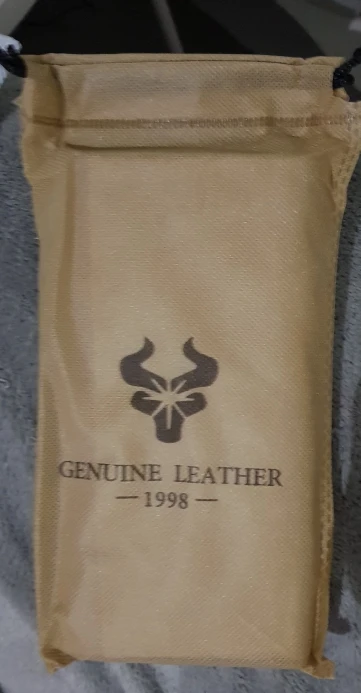 GENUINE LEATHER
— 1998 —